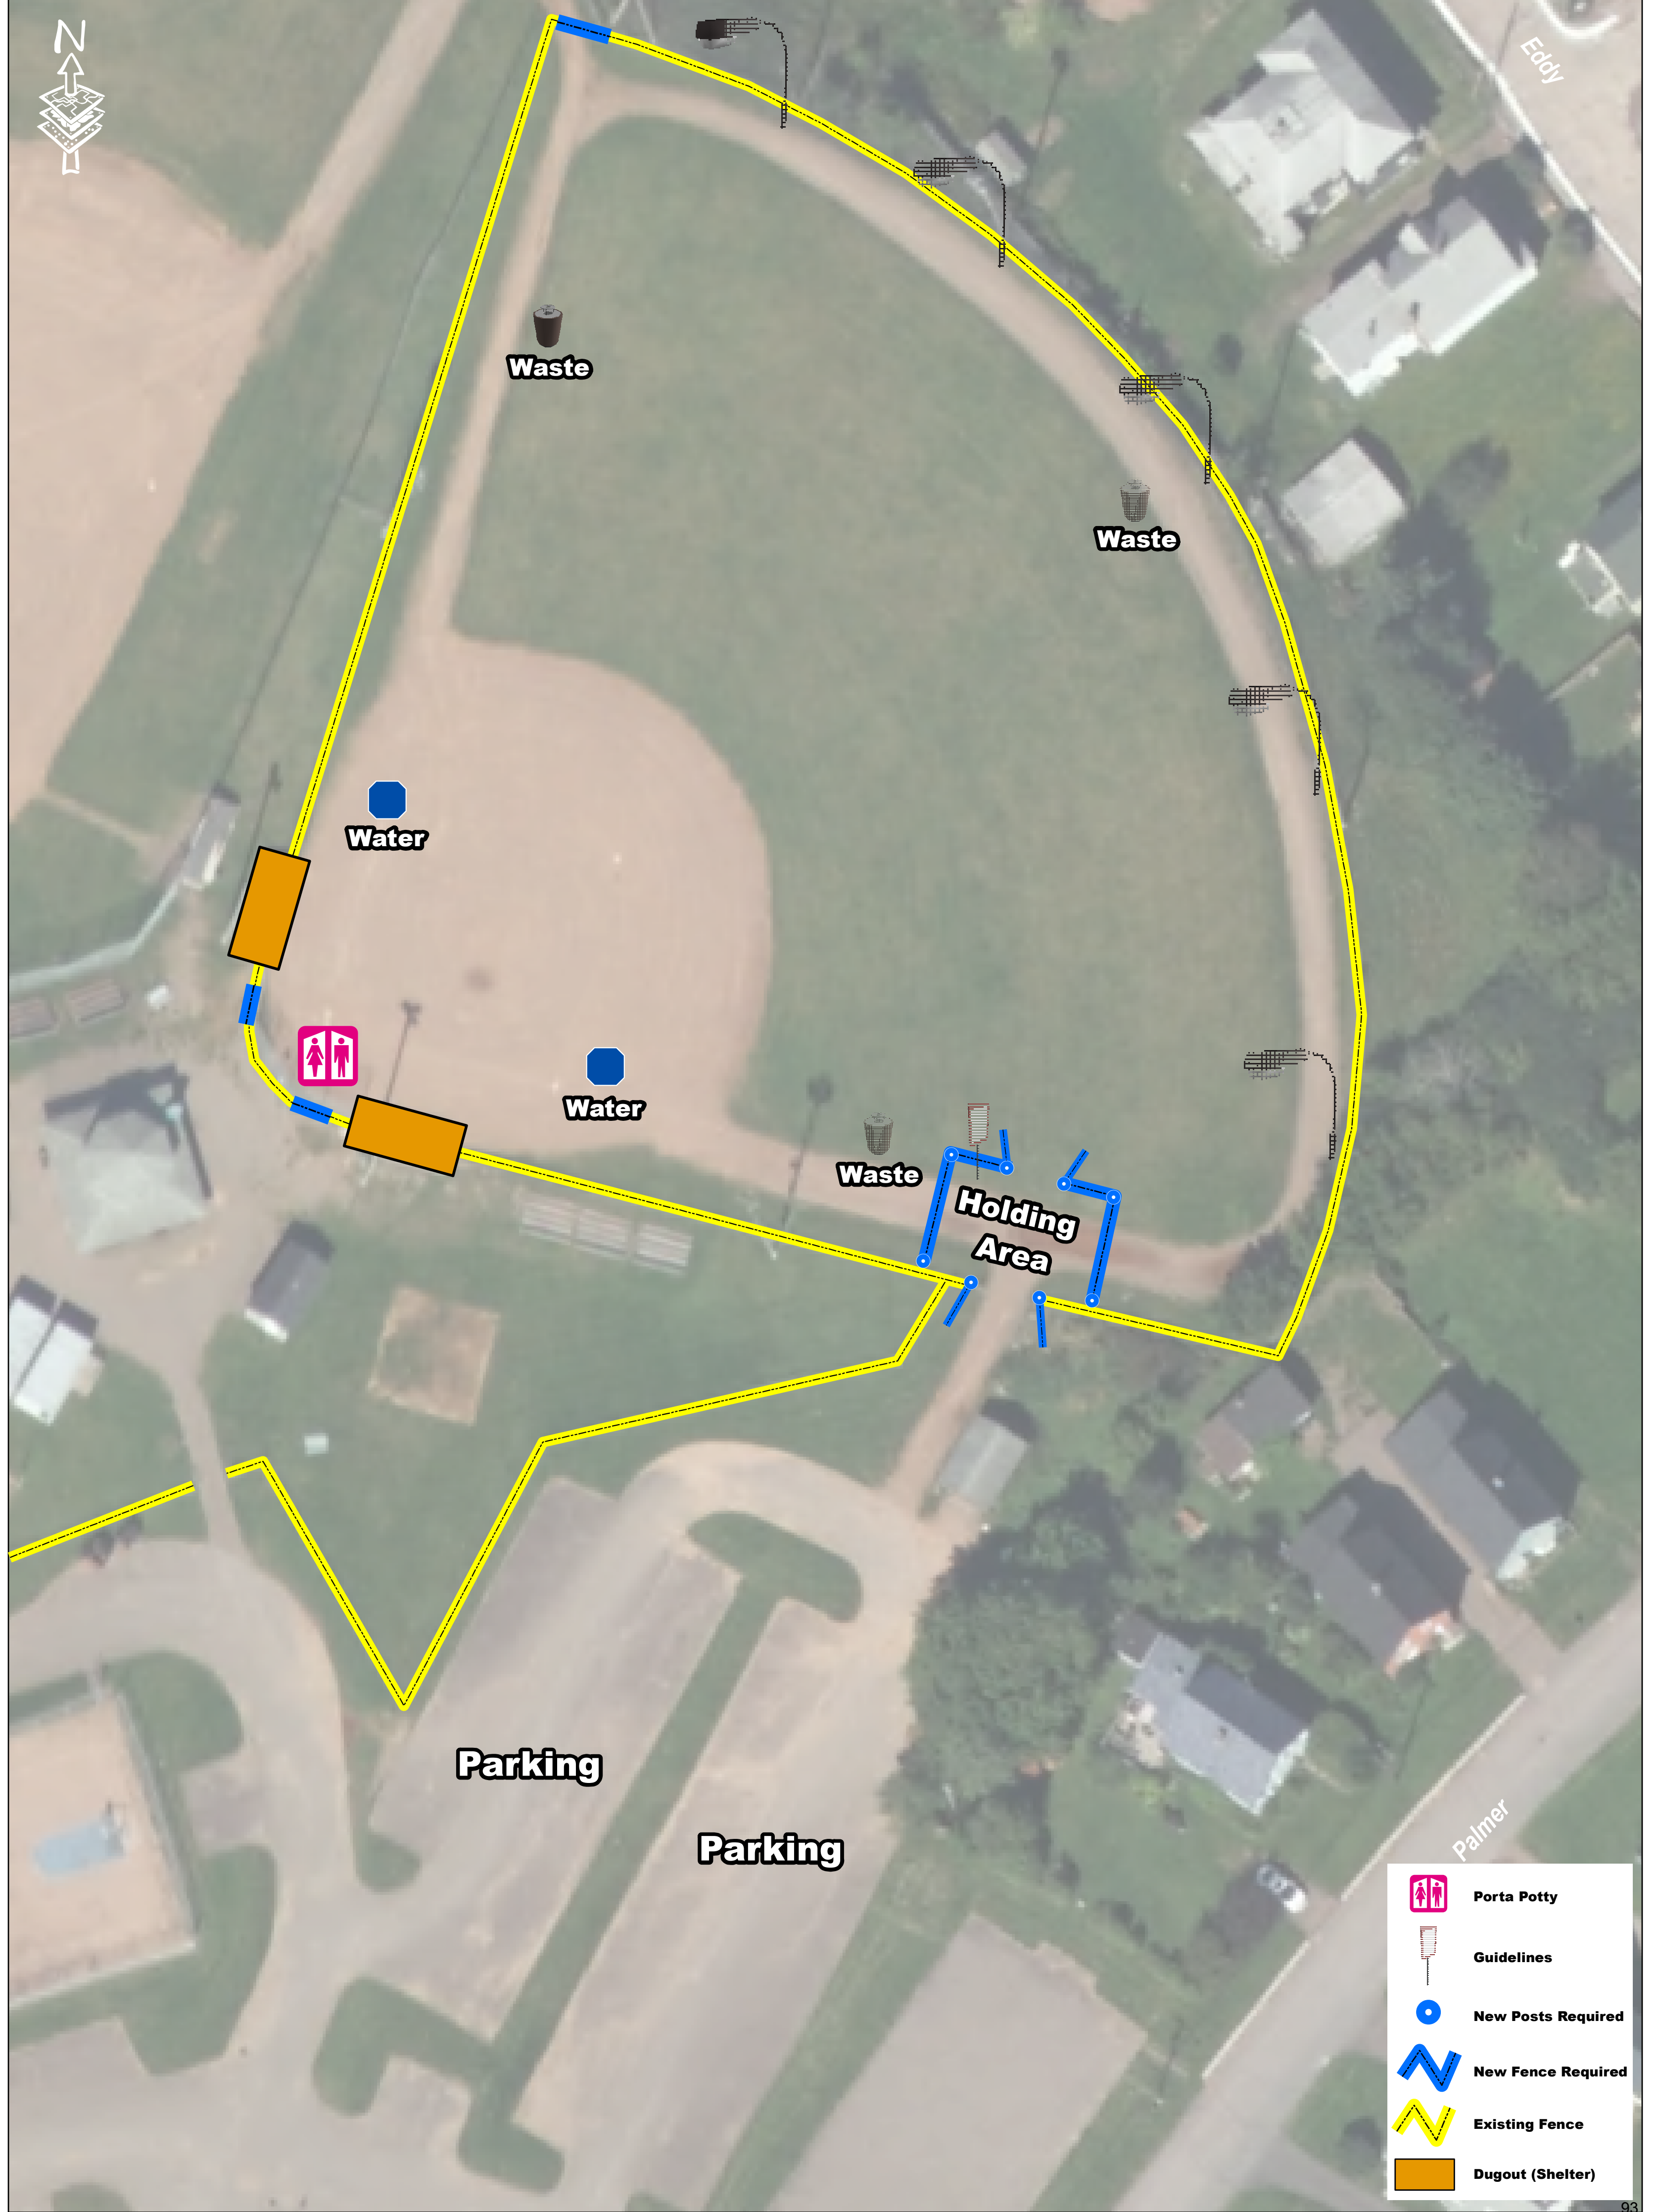 N
Eddy
Waste
Waste
Water
Water
Waste
Holding
Area
Parking
Parking
Palmer
Porta Potty
Guidelines
New Posts Required
New Fence Required
Existing Fence
Dugout (Shelter)
93